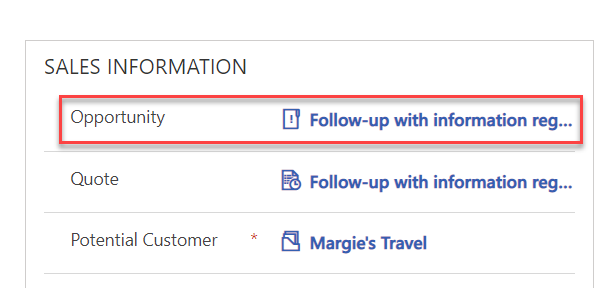 SALES INFORMATION
Opportunity Follow-up with information reg...
Quote Follow-up with information reg...
Potential Customer * Margie's Travel